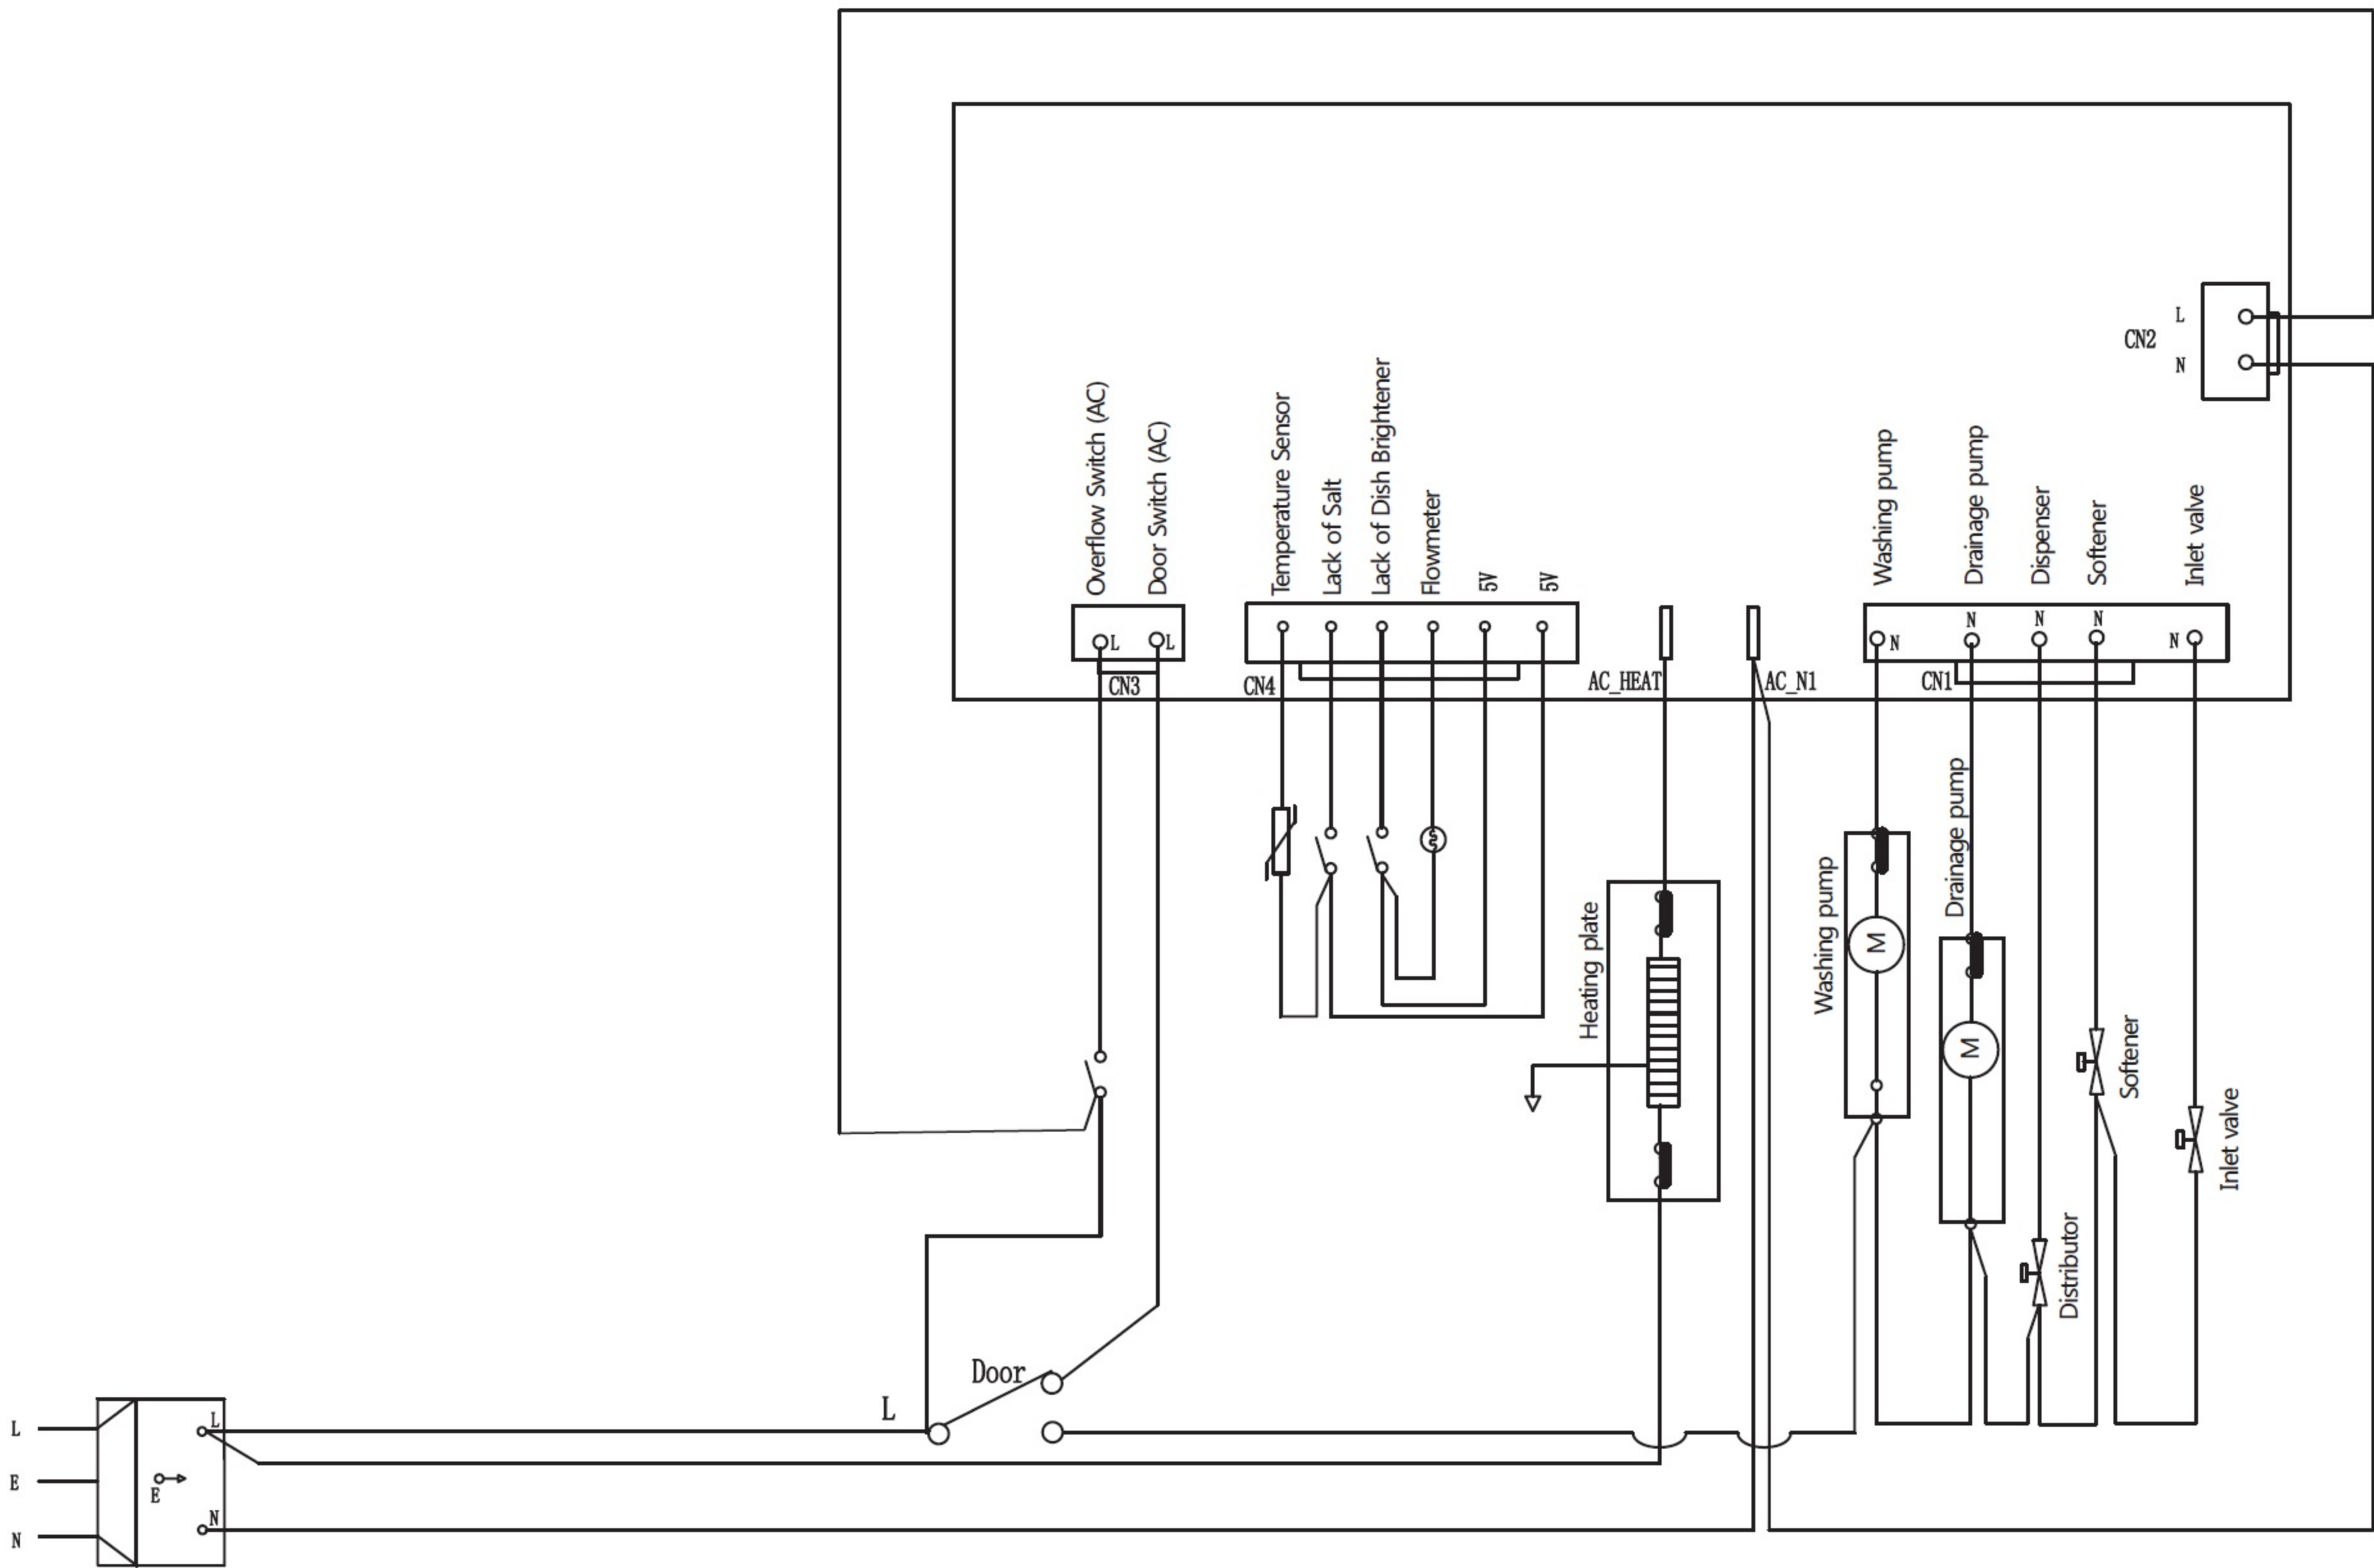 L
CN2
N
Overflow Switch (AC)
Door Switch (AC)
Temperature Sensor
Lack of Salt
Lack of Dish Brightener
Flowmeter
5V
5V
Washing pump
Drainage pump
Dispenser
Softener
Inlet valve
L
L
N
N
N
N
N
CN3
CN4
AC_HEAT
AC_N1
CN1
Heating plate
Washing pump
M
Drainage pump
M
Softener
Inlet valve
Distributor
Door
L
L
L
E
E
N
N